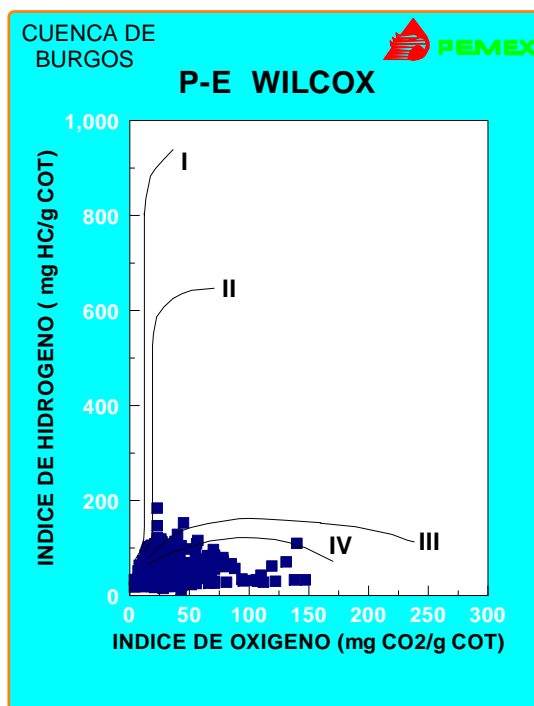 CUENCA DE
BURGOS
PEMEX
P-E WILCOX
INDICE DE HIDROGENO ( mg HC/g COT)
1,000
800
600
400
200
0
I
II
III
IV
0
50
100
150
200
250
300
INDICE DE OXIGENO (mg CO2/g COT)